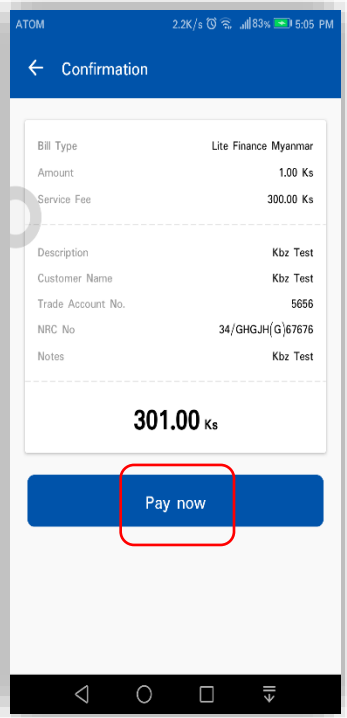 ATOM 2.2K/s 83% 5:05 PM
Confirmation
Bill Type Lite Finance Myanmar
Amount 1.00 Ks
Service Fee 300.00 Ks
Description Kbz Test
Customer Name Kbz Test
Trade Account No. 5656
NRC No 34/GHGJH(G)67676
Notes Kbz Test
301.00 Ks
Pay now